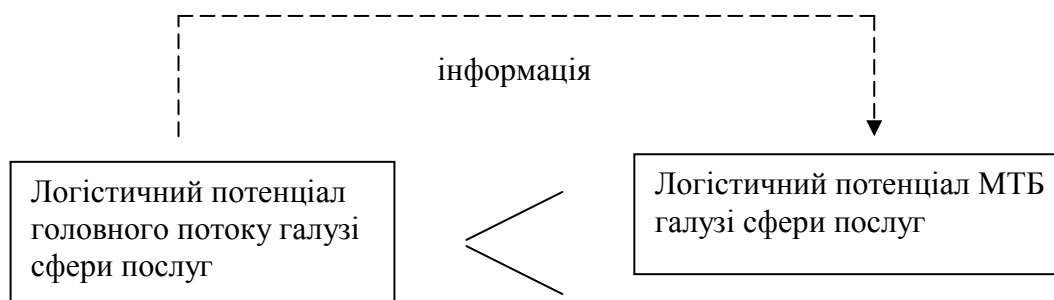 інформація
Логістичний потенціал
головного потоку галузі
сфери послуг
Логістичний потенціал МТБ
галузі сфери послуг